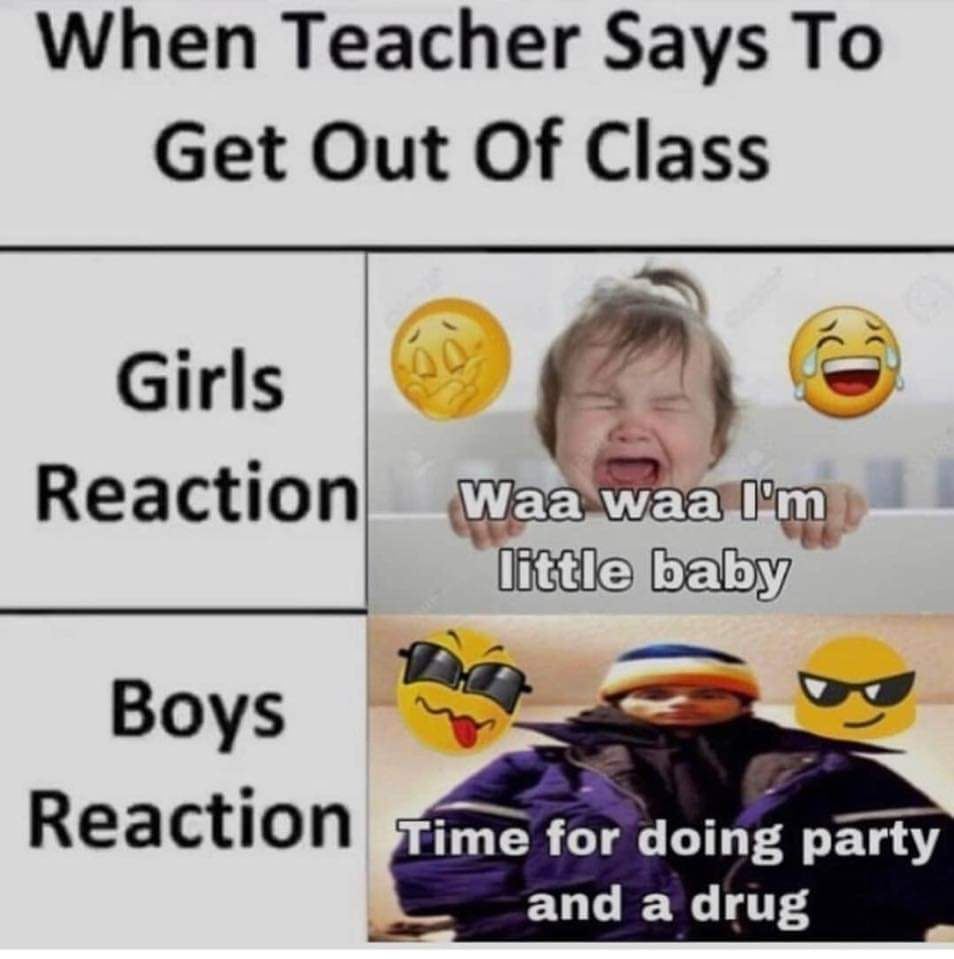 When Teacher Says To
Get Out Of Class
Girls
Reaction
Waa waa I'm
little baby
Boys
Reaction
Time for doing party
and a drug